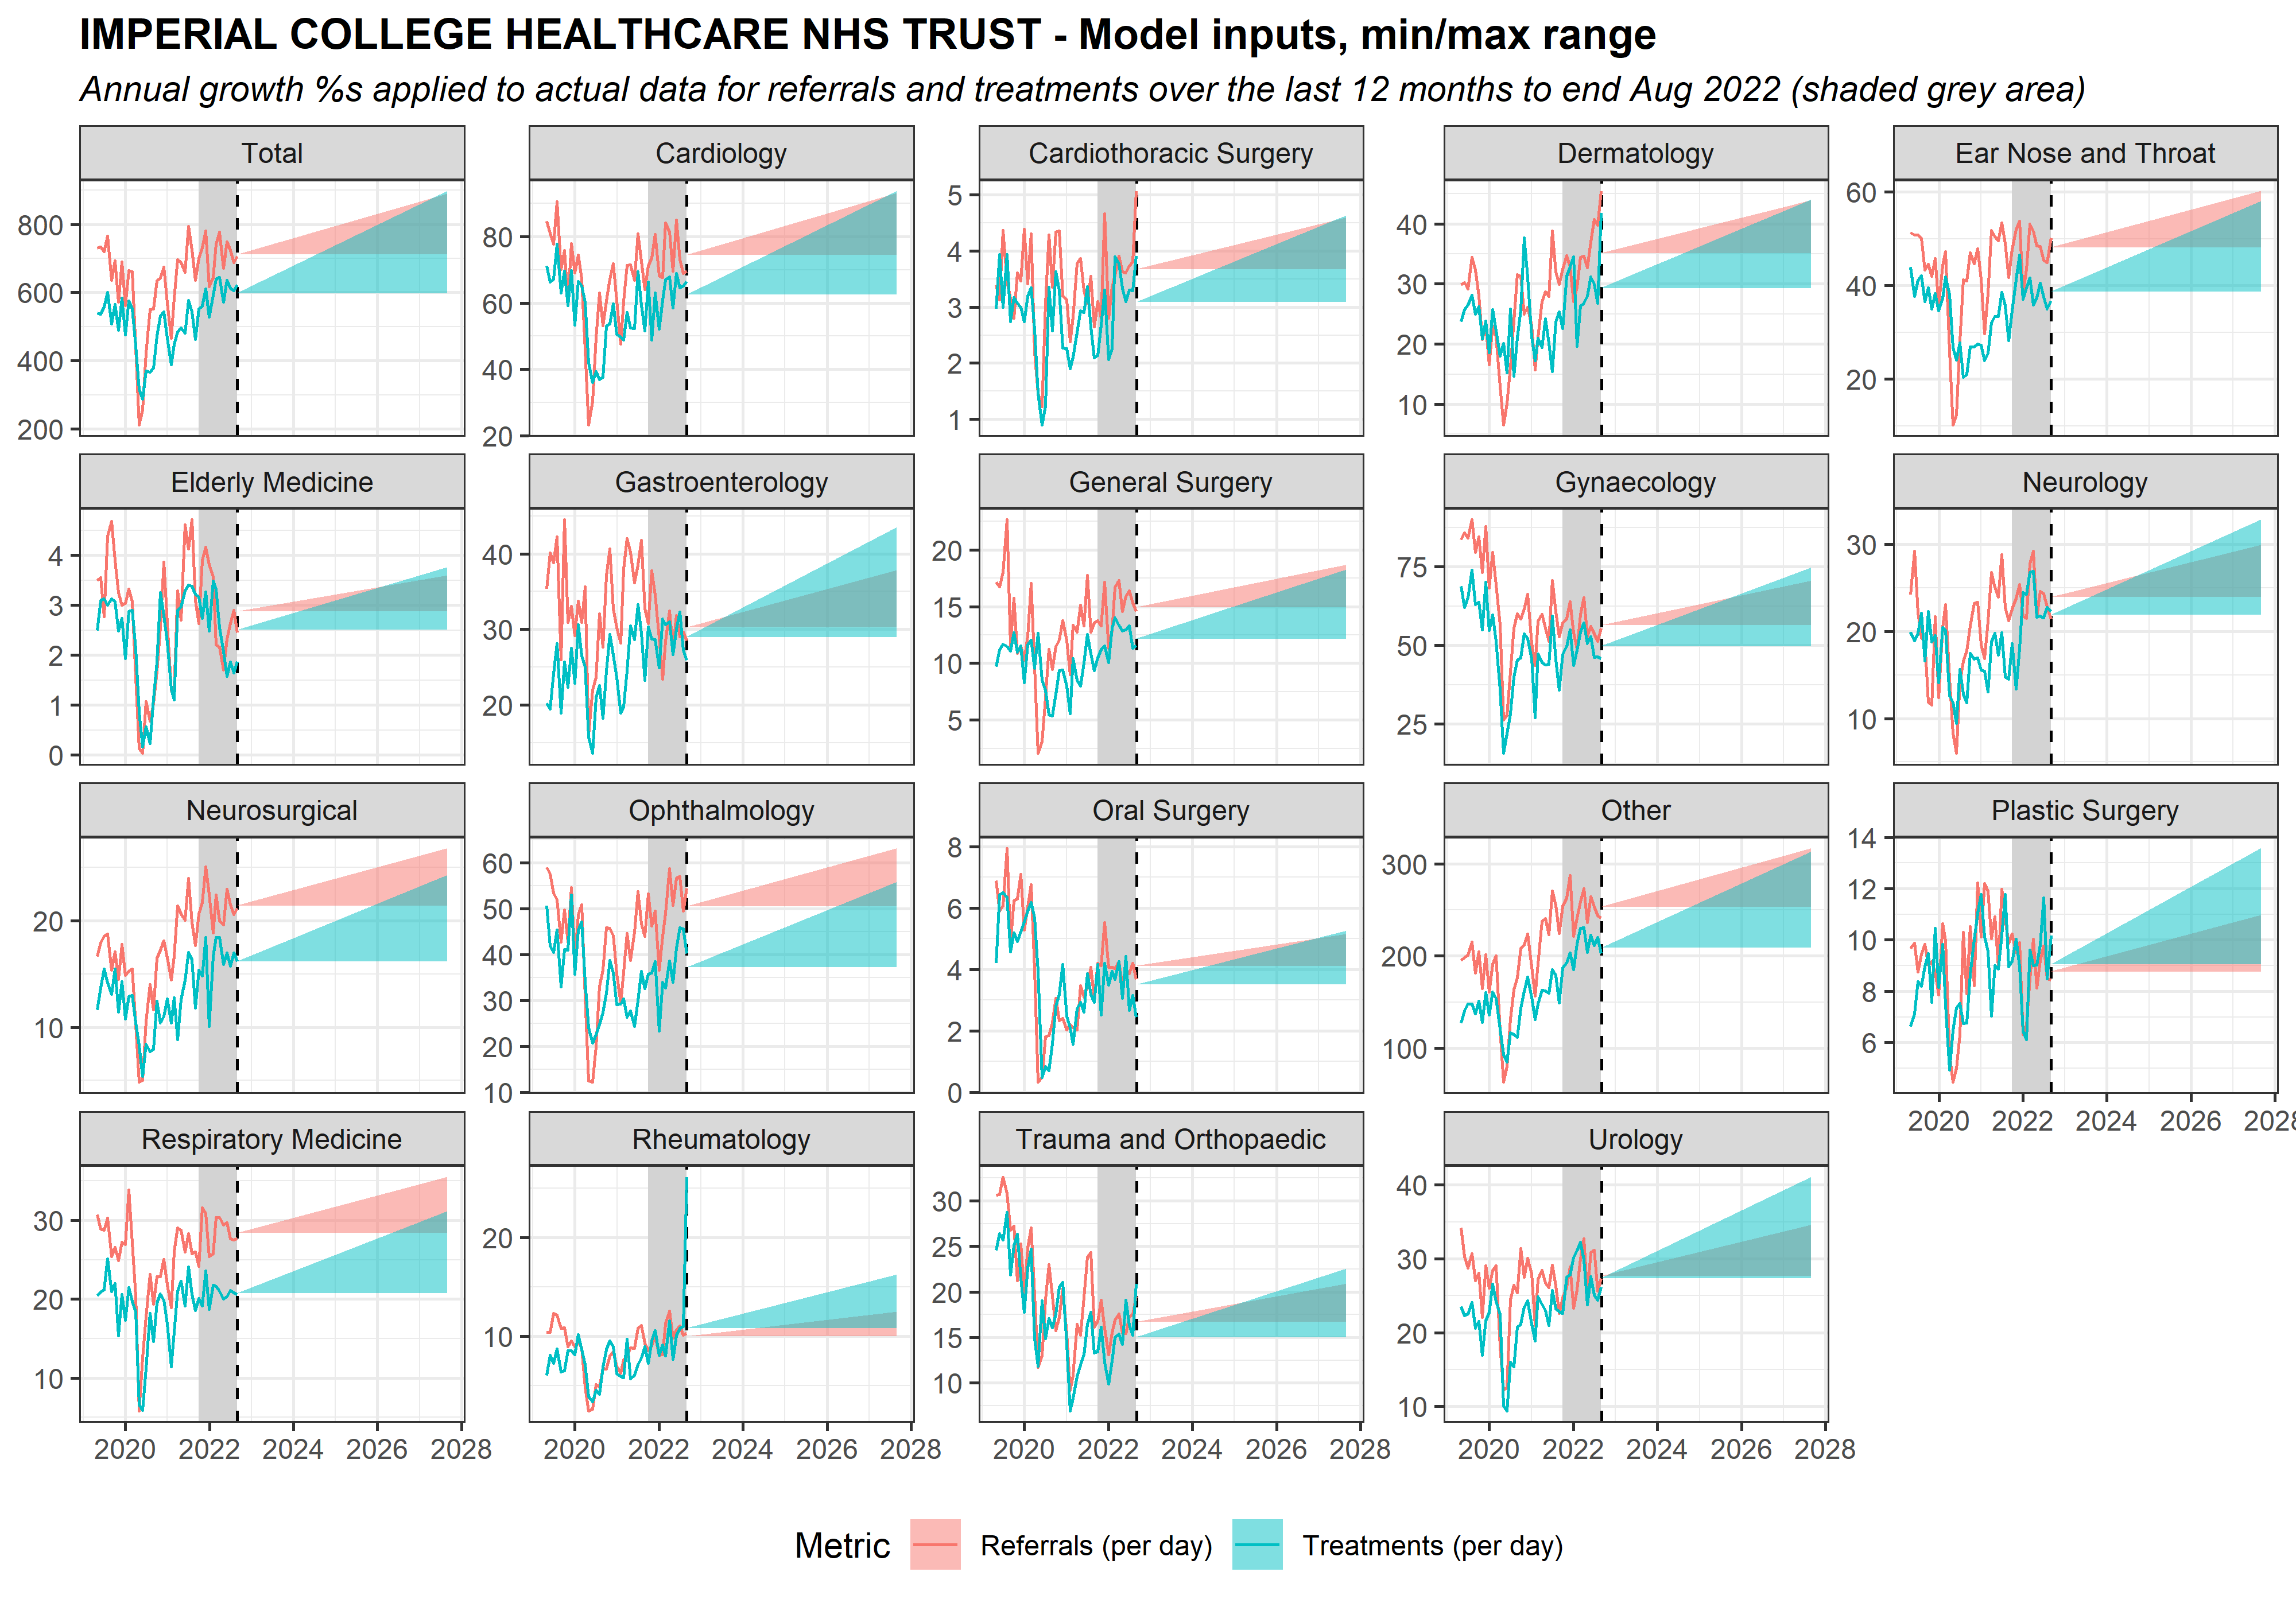 IMPERIAL COLLEGE HEALTHCARE NHS TRUST - Model inputs, min/max range
Annual growth %s applied to actual data for referrals and treatments over the last 12 months to end Aug 2022 (shaded grey area)
Total
800
600
400
200
Cardiology
80
60
40
20
Cardiothoracic Surgery
5
4
3
2
1
Dermatology
40
30
20
10
Ear Nose and Throat
60
40
20
Elderly Medicine
4
3
2
1
0
Gastroenterology
40
30
20
General Surgery
20
15
10
5
Gynaecology
75
50
25
Neurology
30
20
10
Neurosurgical
20
10
Ophthalmology
60
50
40
30
20
10
Oral Surgery
8
6
4
2
0
Other
300
200
100
Plastic Surgery
14
12
10
8
6
2020 2022 2024 2026 2028
Respiratory Medicine
30
20
10
2020 2022 2024 2026 2028
Rheumatology
20
10
2020 2022 2024 2026 2028
Trauma and Orthopaedic
30
25
20
15
10
2020 2022 2024 2026 2028
Urology
40
30
20
10
2020 2022 2024 2026 2028
Metric Referrals (per day) Treatments (per day)